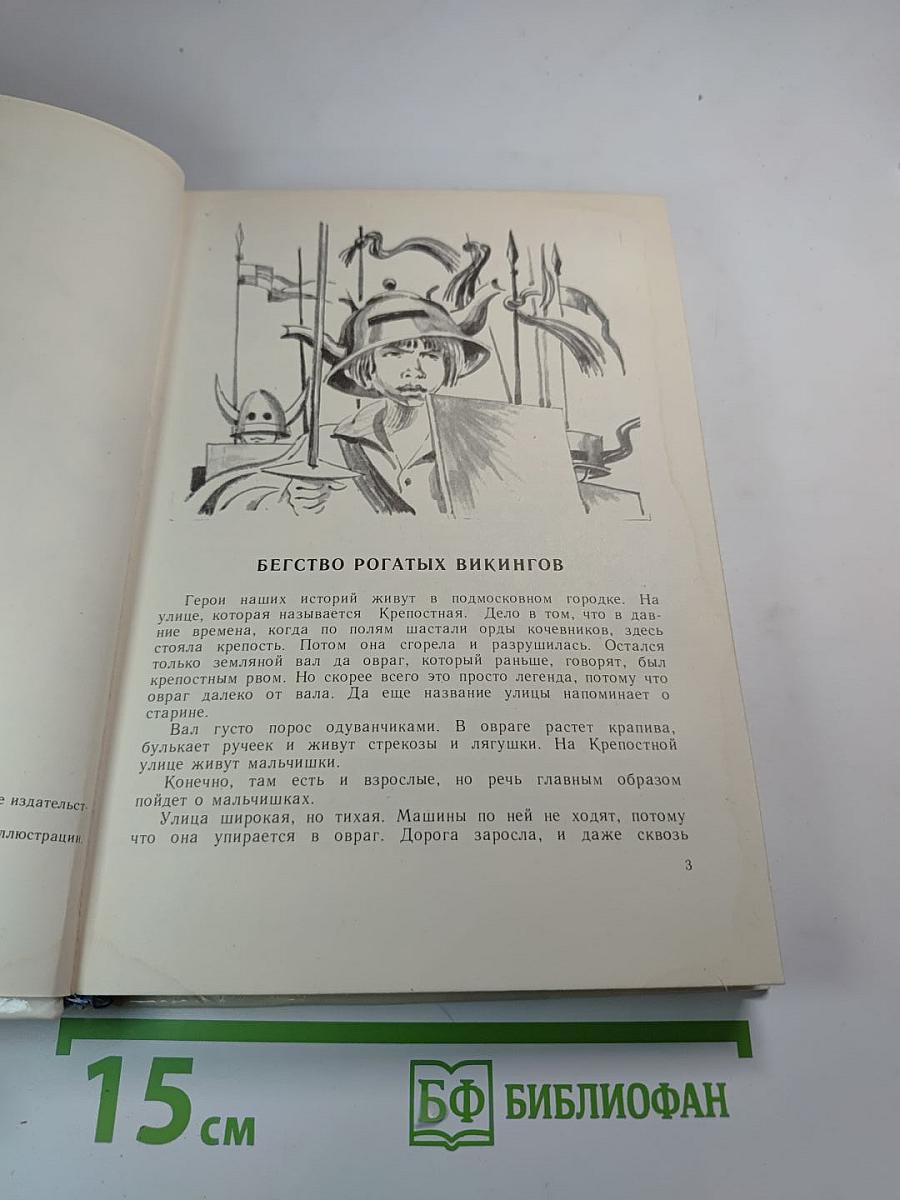 БЕГСТВО РОГАТЫХ ВИКИНГОВ
Герои наших историй живут в подмосковном городке. На
улице, которая называется Крепостная. Дело в том, что в дав-
ние времена, когда по полям шастали орды кочевников, здесь
стояла крепость. Потом она сгорела и разрушилась. Остался
только земляной вал да овраг, который раньше, говорят, был
крепостным рвом. Но скорее всего это просто легенда, потому что
овраг далеко от вала. Да еще название улицы напоминает о
старине.
Вал густо порос одуванчиками. В овраге растет крапива,
булькает ручеек и живут стрекозы и лягушки. На Крепостной
улице живут мальчишки.
Конечно, там есть и взрослые, но речь главным образом
пойдет о мальчишках.
Улица широкая, но тихая. Машины по ней не ходят, потому
что она упирается в овраг. Дорога заросла, и даже сквозь
3
е издательст-
ллюстрации.
15 см
БФ БИБЛИОФАН